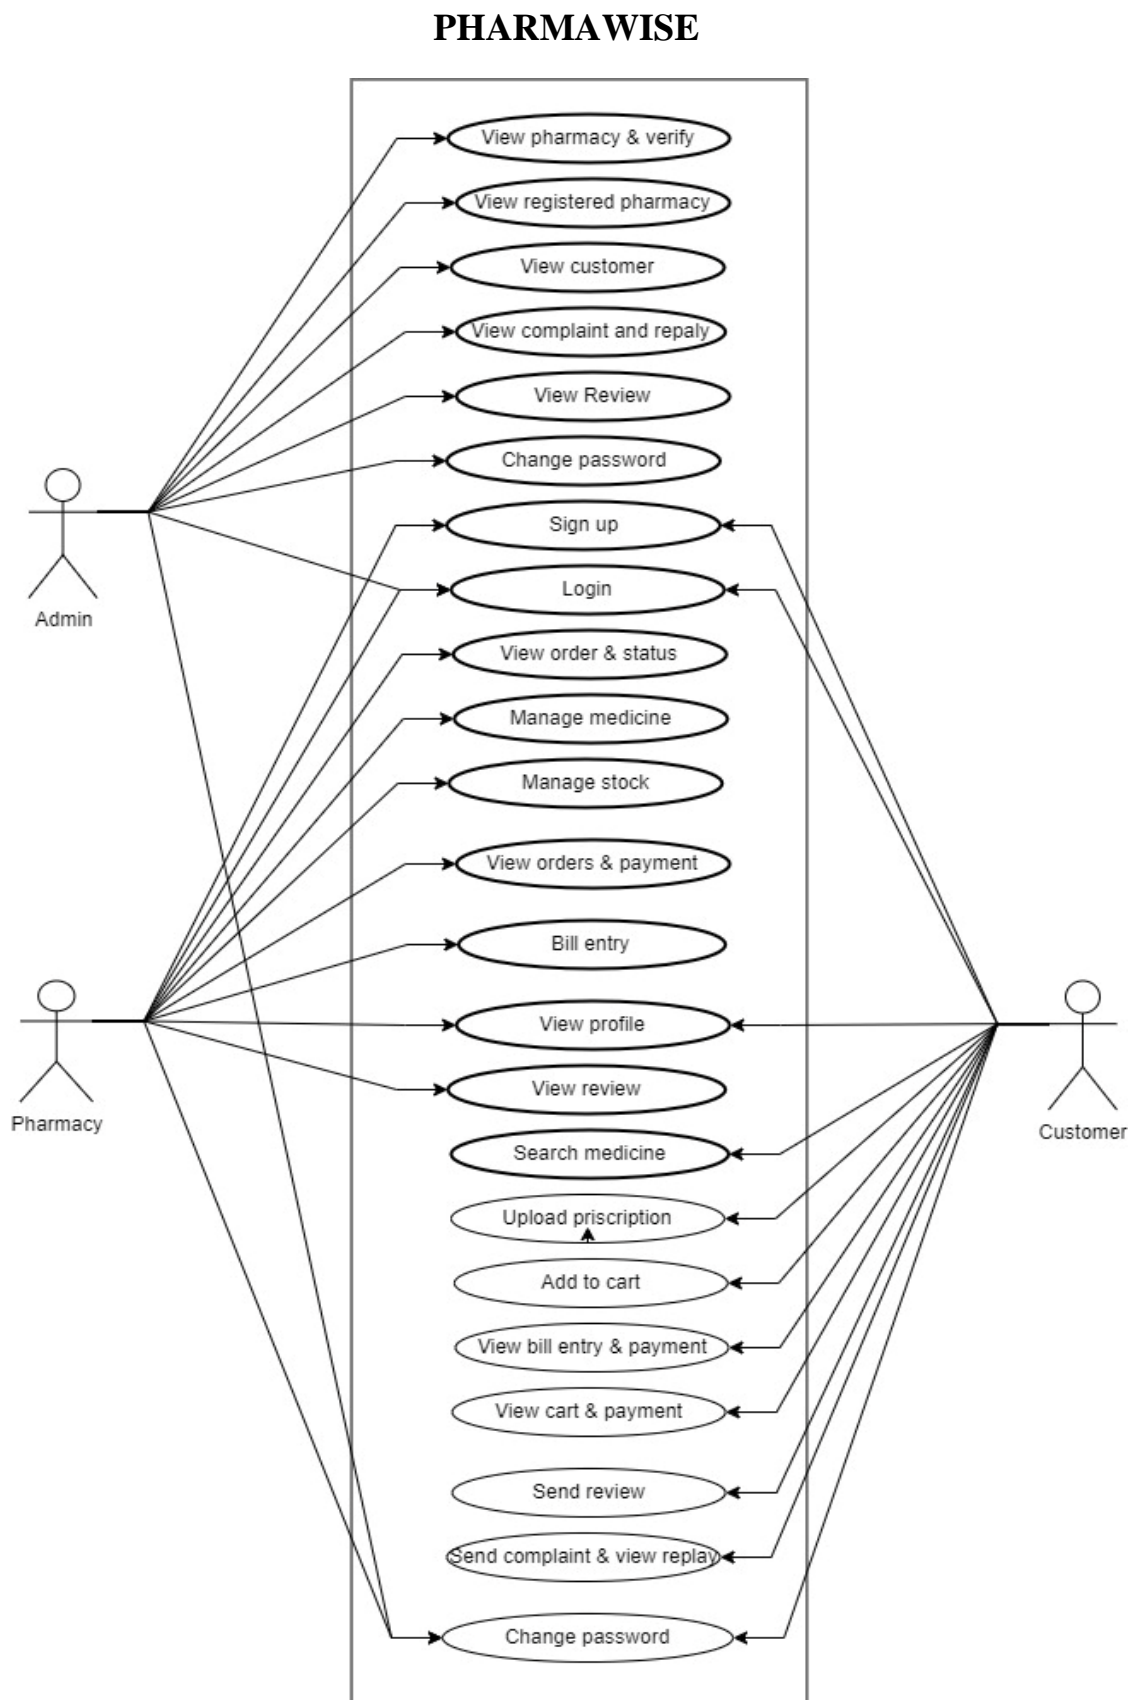 PHARMAWISE
View pharmacy & verify
View registered pharmacy
View customer
View complaint and repaly
View Review
Change password
Sign up
Login
Admin
View order & status
Manage medicine
Manage stock
View orders & payment
Bill entry
View profile
View review
Pharmacy
Customer
Search medicine
Upload priscription
Add to cart
View bill entry & payment
View cart & payment
Send review
Send complaint & view replay
Change password